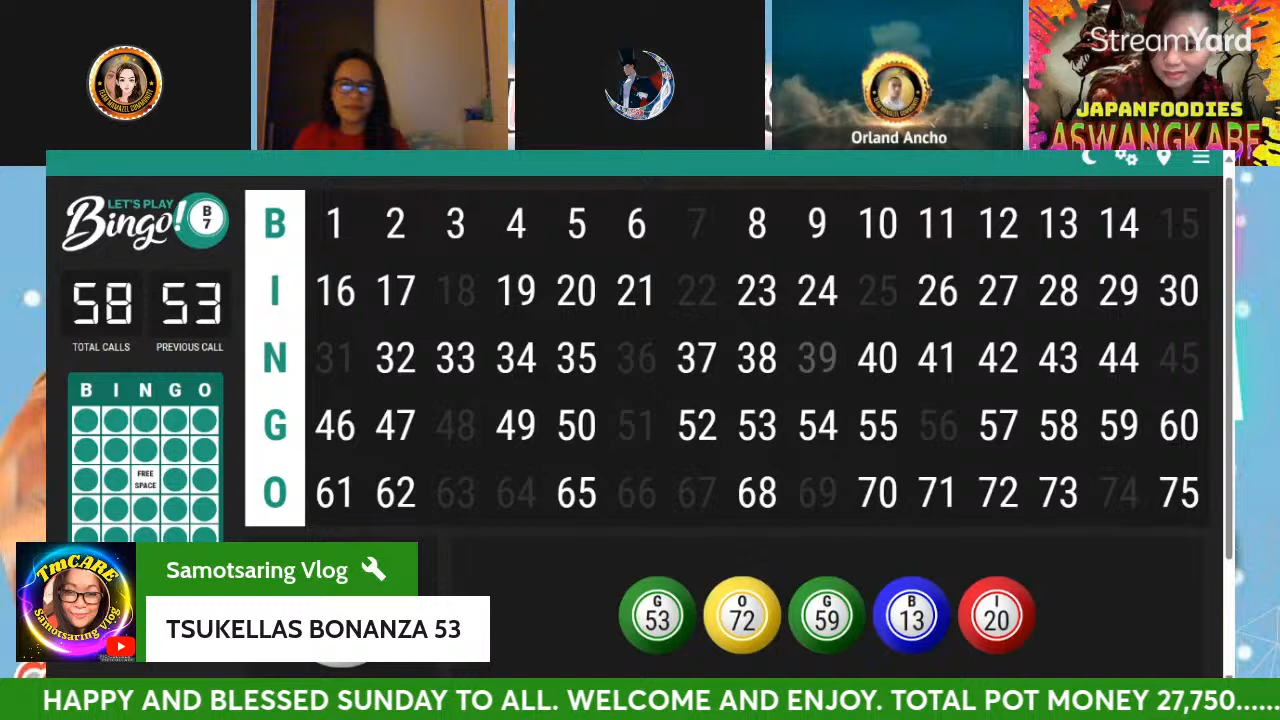 StreamYard
Orland Ancho
JAPANFOODIES
ASWANGKABE
LET'S PLAY
Bingo!
B
7
58
53
TOTAL CALLS
PREVIOUS CALL
B I N G O
FREE
SPACE
B 1 2 3 4 5 6 7 8 9 10 11 12 13 14 15
I 16 17 18 19 20 21 22 23 24 25 26 27 28 29 30
N 31 32 33 34 35 36 37 38 39 40 41 42 43 44 45
G 46 47 48 49 50 51 52 53 54 55 56 57 58 59 60
O 61 62 63 64 65 66 67 68 69 70 71 72 73 74 75
G
53
O
72
G
59
B
13
I
20
TmCARE
Samotsaring Vlog
Samotsaring Vlog
TSUKELLAS BONANZA 53
HAPPY AND BLESSED SUNDAY TO ALL. WELCOME AND ENJOY. TOTAL POT MONEY 27,750......